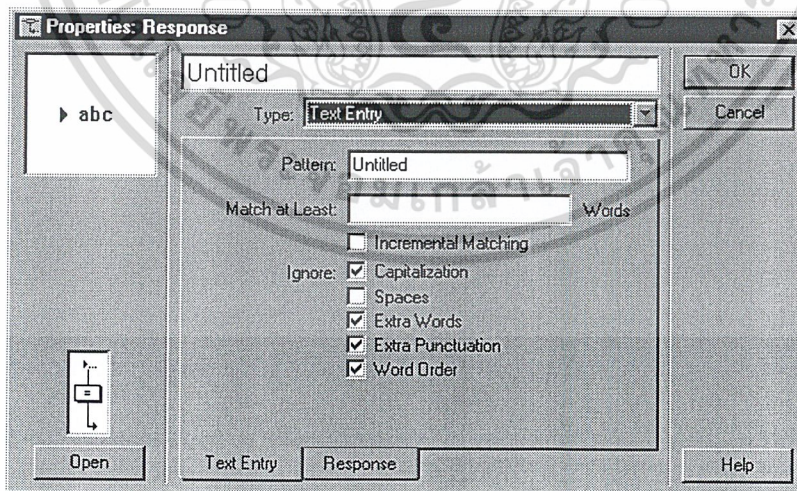 Properties: Response
Untitled
OK
abc
Type: Text Entry
Cancel
Pattern: Untitled
Match at Least: Words
Incremental Matching
Ignore: Capitalization
Spaces
Extra Words
Extra Punctuation
Word Order
Open
Text Entry
Response
Help